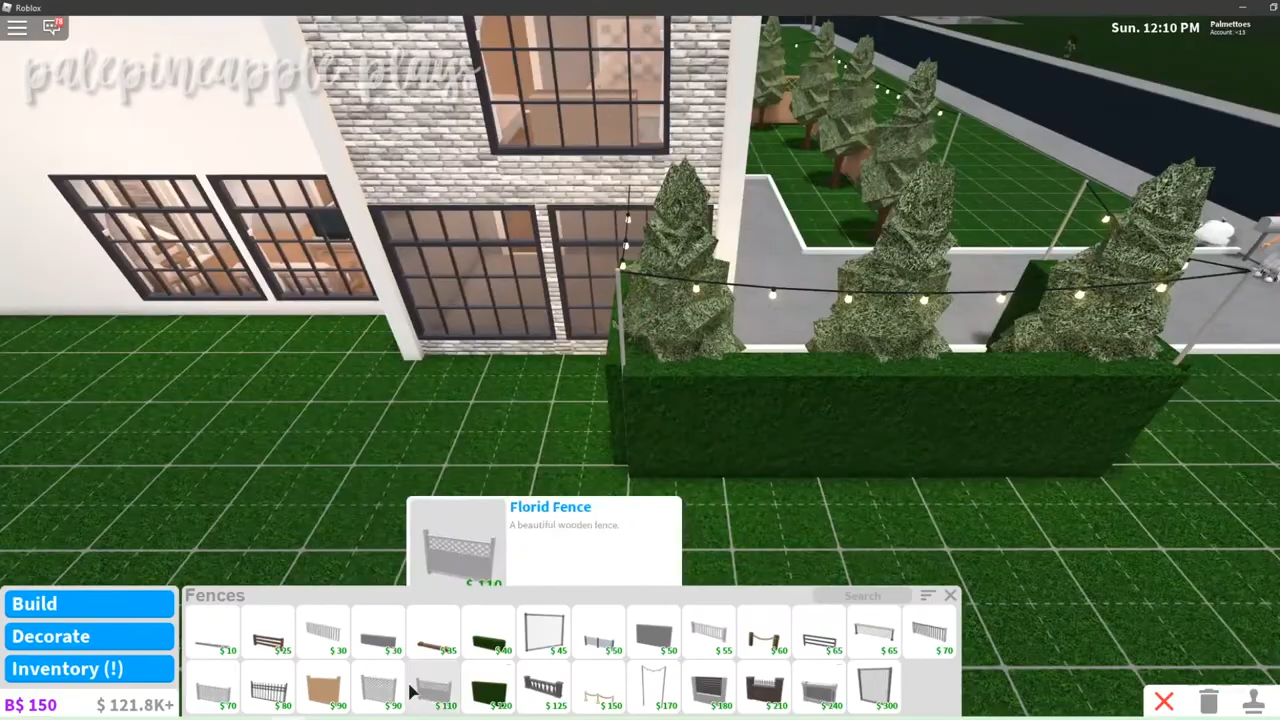 Roblox
78
palepineapple plays
Sun. 12:10 PM
Palmettoes
Account: <13
Florid Fence
A beautiful wooden fence.
$ 110
Build
Decorate
Inventory (!)
B$ 150
$ 121.8K+
Fences
Search
$ 10
$ 25
$ 30
$ 30
$ 35
$ 40
$ 45
$ 50
$ 50
$ 55
$ 60
$ 65
$ 65
$ 70
$ 70
$ 80
$ 90
$ 90
$ 110
$ 120
$ 125
$ 150
$ 170
$ 180
$ 210
$ 240
$ 300